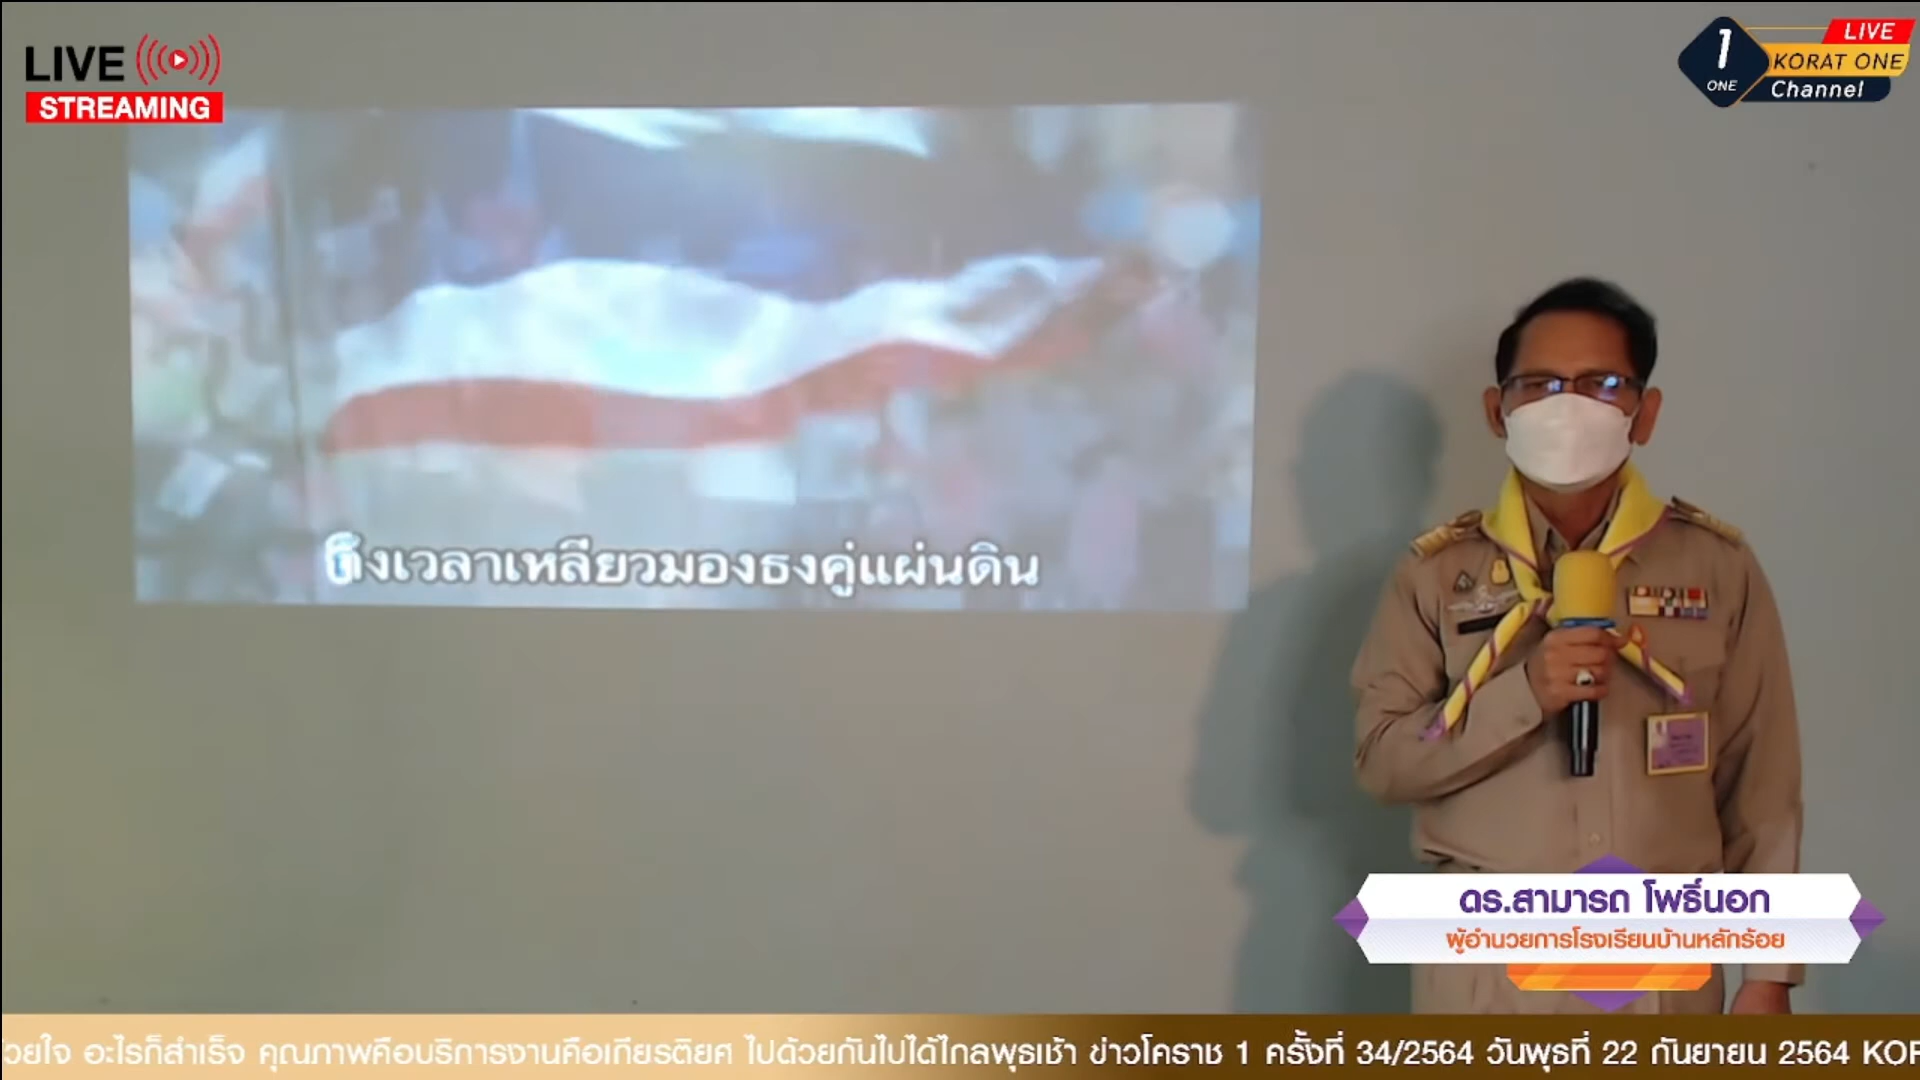 LIVE
STREAMING
1
ONE
LIVE
KORAT ONE
Channel
ถึงเวลาเหลียวมองธงคู่แผ่นดิน
ดร.สามารถ โพธิ์นอก
ผู้อำนวยการโรงเรียนบ้านหลักร้อย
ใจ อะไรก็สำเร็จ คุณภาพคือบริการงานคือเกียรติยศ ไปด้วยกันไปได้ไกลพุธเช้า ข่าวโคราช 1 ครั้งที่ 34/2564 วันพุธที่ 22 กันยายน 2564